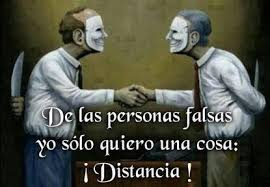 De las personas falsas
yo sólo quiero una cosa:
¡ Distancia !